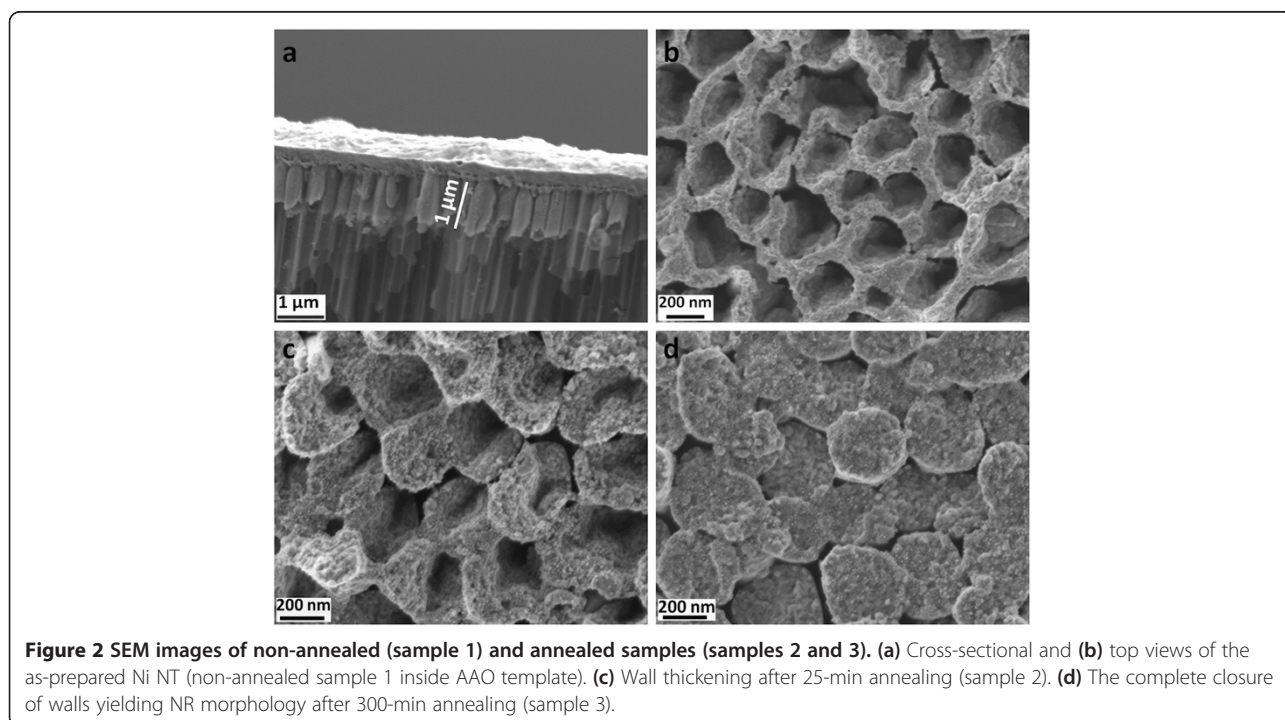 a
1 μm
1 μm
b
200 nm
c
200 nm
d
200 nm
Figure 2 SEM images of non-annealed (sample 1) and annealed samples (samples 2 and 3). (a) Cross-sectional and (b) top views of the
as-prepared Ni NT (non-annealed sample 1 inside AAO template). (c) Wall thickening after 25-min annealing (sample 2). (d) The complete closure
of walls yielding NR morphology after 300-min annealing (sample 3).